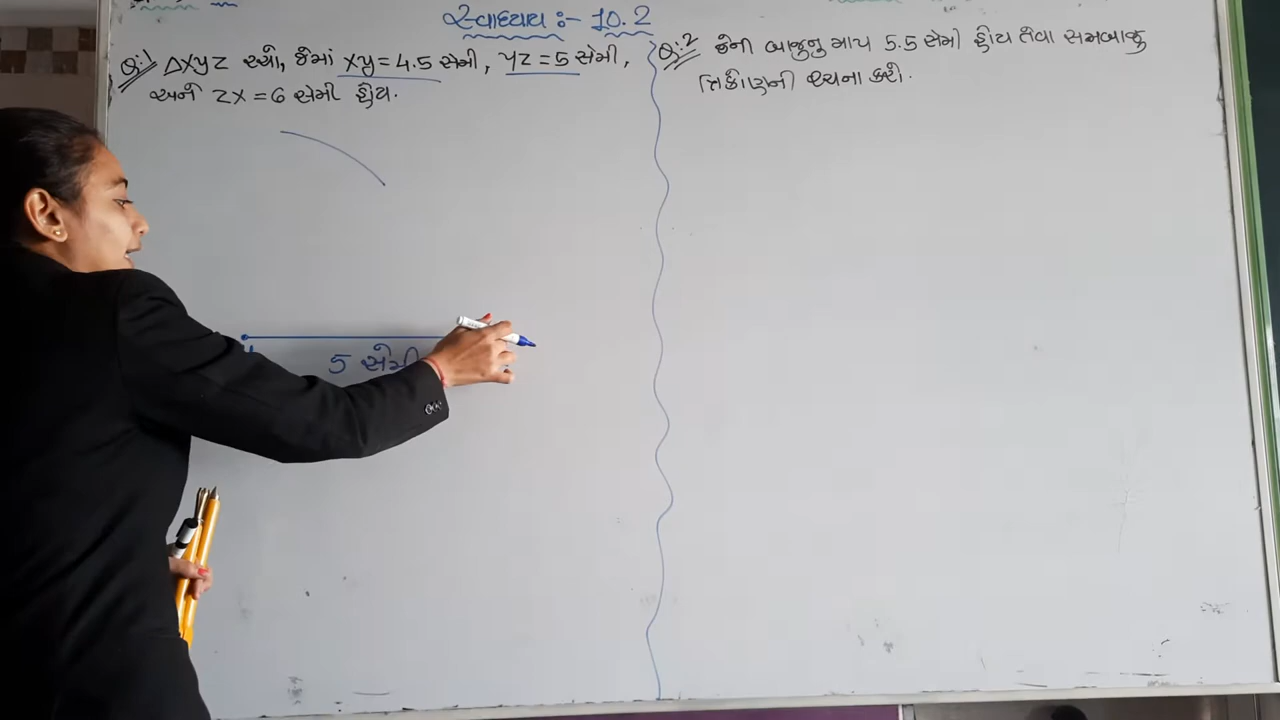 સ્વાધ્યાય :- 10.2
Q:1 ΔXYZ રચો, જેમાં XY = 4.5 સેમી, YZ = 5 સેમી,
અને ZX = 6 સેમી હોય.
5 સેમી
Q:2 જેની બાજુનુ માપ 5.5 સેમી હોય તેવા સમબાજુ
ત્રિકોણની રચના કરો.